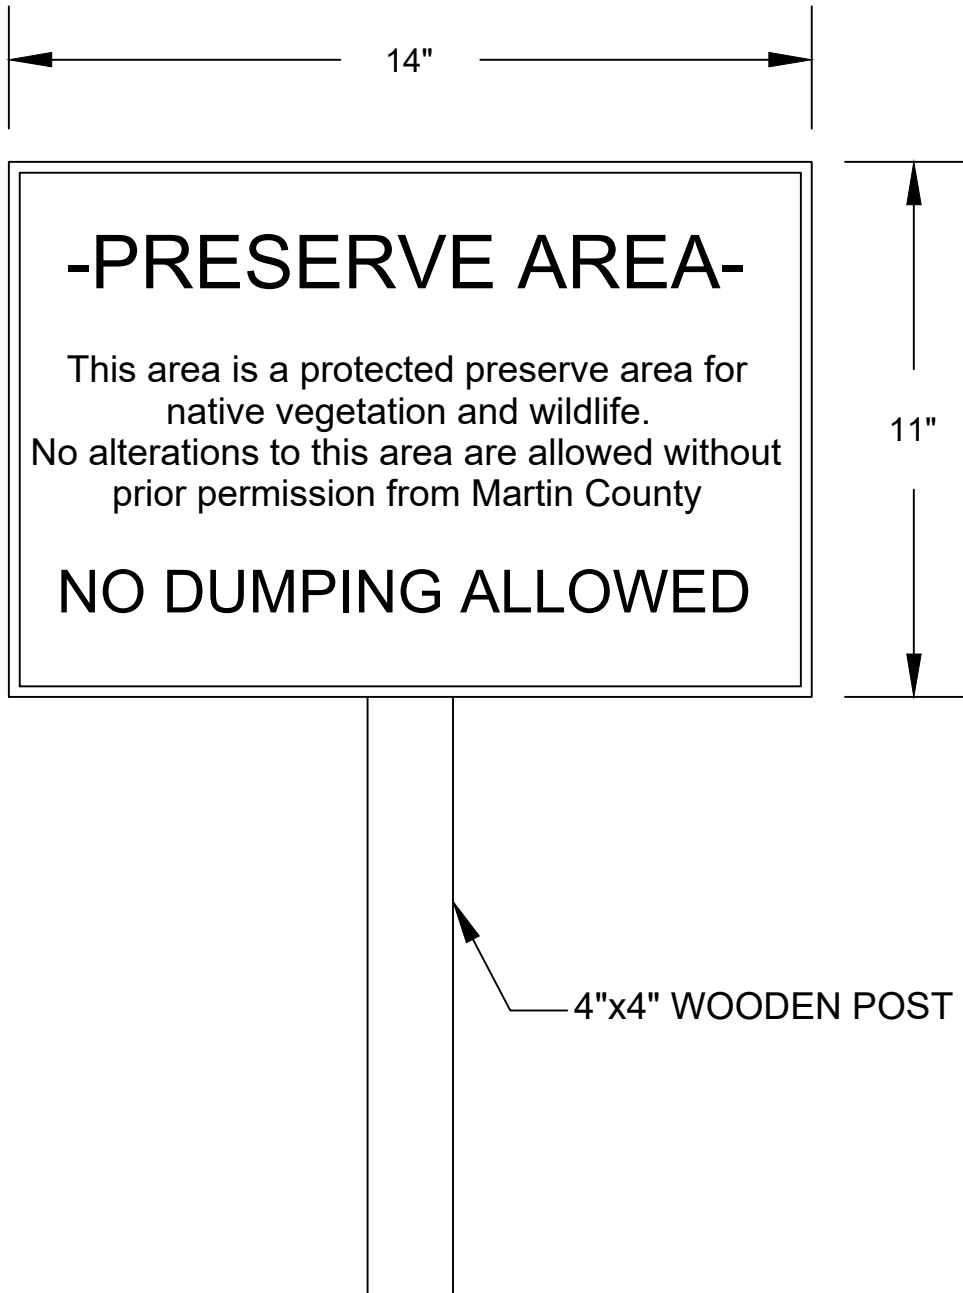 14"
-PRESERVE AREA-
This area is a protected preserve area for
native vegetation and wildlife.
No alterations to this area are allowed without
prior permission from Martin County
NO DUMPING ALLOWED
11"
4"x4" WOODEN POST